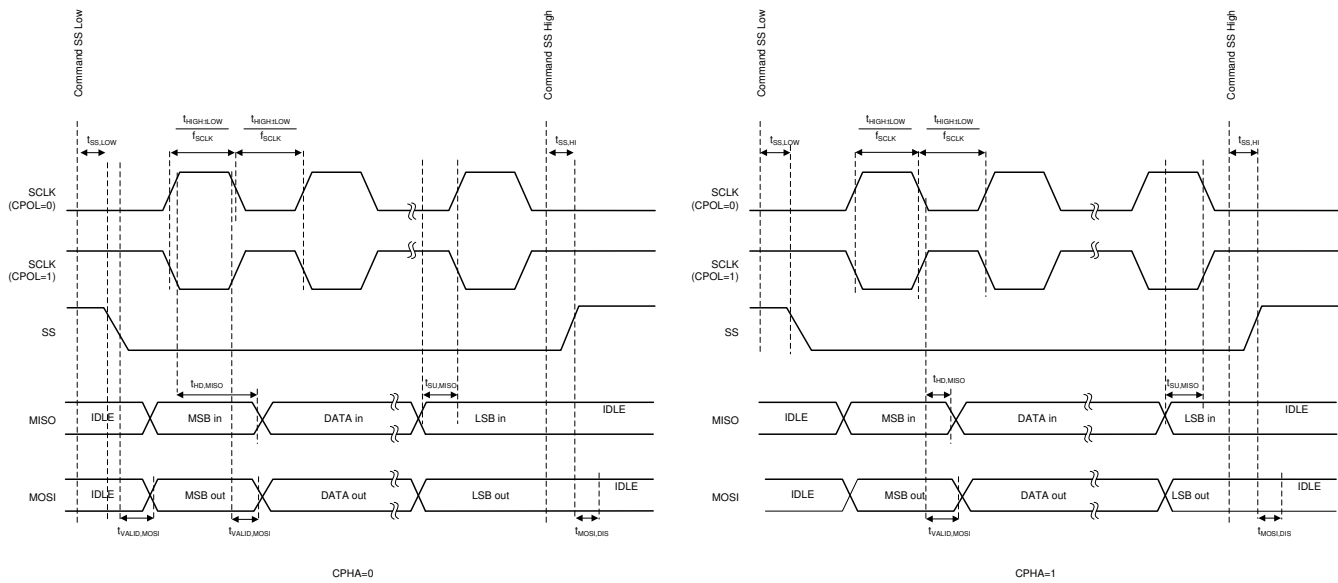 Command SS Low
Command SS High
tHIGH:tLOW
fSCLK
tHIGH:tLOW
fSCLK
tSS,LOW
tSS,HI
SCLK
(CPOL=0)
SCLK
(CPOL=1)
SS
tHD,MISO
tSU,MISO
MISO
IDLE
MSB in
DATA in
LSB in
IDLE
MOSI
IDLE
MSB out
DATA out
LSB out
IDLE
tVALID,MOSI
tVALID,MOSI
tMOSI,DIS
CPHA=0
Command SS Low
Command SS High
tHIGH:tLOW
fSCLK
tHIGH:tLOW
fSCLK
tSS,LOW
tSS,HI
SCLK
(CPOL=0)
SCLK
(CPOL=1)
SS
tHD,MISO
tSU,MISO
MISO
IDLE
MSB in
DATA in
LSB in
IDLE
MOSI
IDLE
MSB out
DATA out
LSB out
IDLE
tVALID,MOSI
tMOSI,DIS
CPHA=1